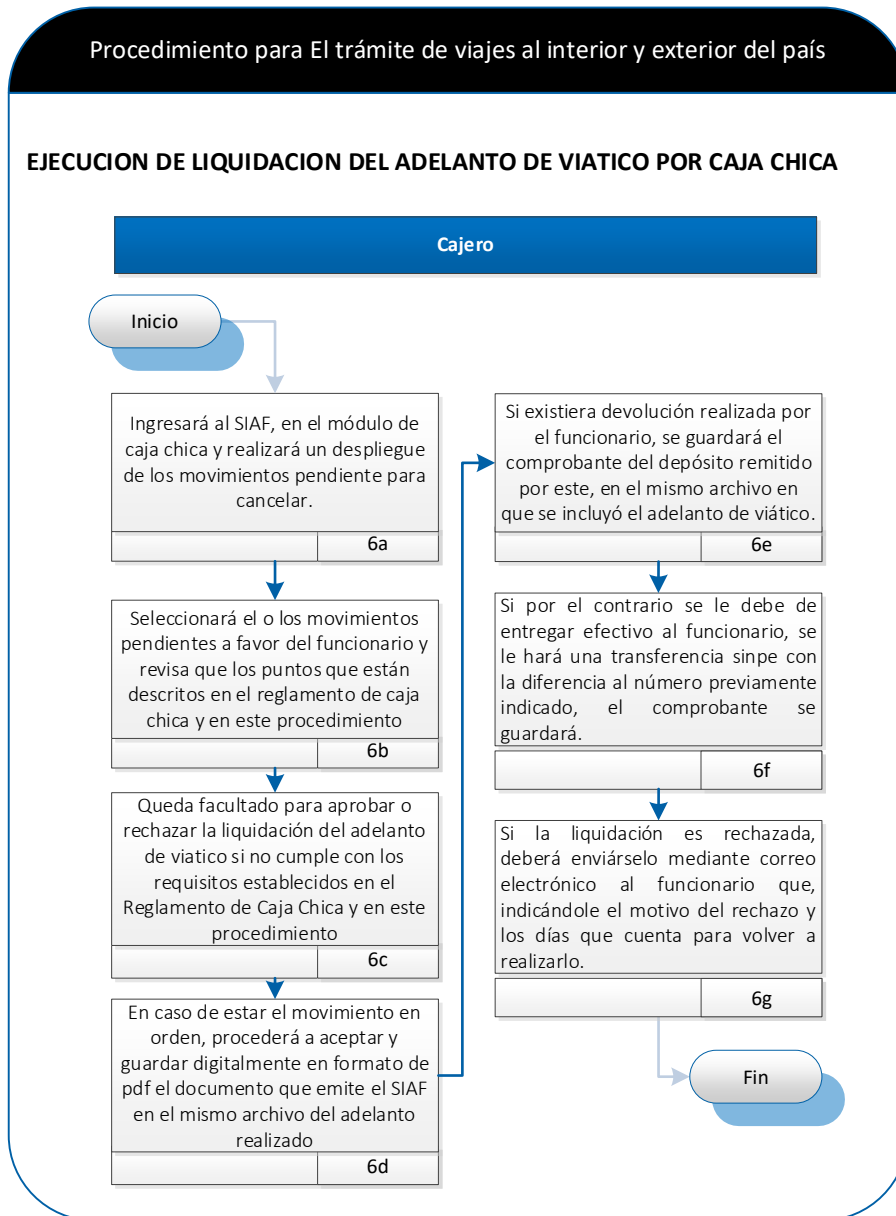 Procedimiento para El trámite de viajes al interior y exterior del país
EJECUCION DE LIQUIDACION DEL ADELANTO DE VIATICO POR CAJA CHICA
Cajero
Inicio
Ingresará al SIAF, en el módulo de
caja chica y realizará un despliegue
de los movimientos pendiente para
cancelar.
6a
Seleccionará el o los movimientos
pendientes a favor del funcionario y
revisa que los puntos que están
descritos en el reglamento de caja
chica y en este procedimiento
6b
Queda facultado para aprobar o
rechazar la liquidación del adelanto
de viatico si no cumple con los
requisitos establecidos en el
Reglamento de Caja Chica y en este
procedimiento
6c
En caso de estar el movimiento en
orden, procederá a aceptar y
guardar digitalmente en formato de
pdf el documento que emite el SIAF
en el mismo archivo del adelanto
realizado
6d
Si existiera devolución realizada por
el funcionario, se guardará el
comprobante del depósito remitido
por este, en el mismo archivo en
que se incluyó el adelanto de viático.
6e
Si por el contrario se le debe de
entregar efectivo al funcionario, se
le hará una transferencia sinpe con
la diferencia al número previamente
indicado, el comprobante se
guardará.
6f
Si la liquidación es rechazada,
deberá enviárselo mediante correo
electrónico al funcionario que,
indicándole el motivo del rechazo y
los días que cuenta para volver a
realizarlo.
6g
Fin